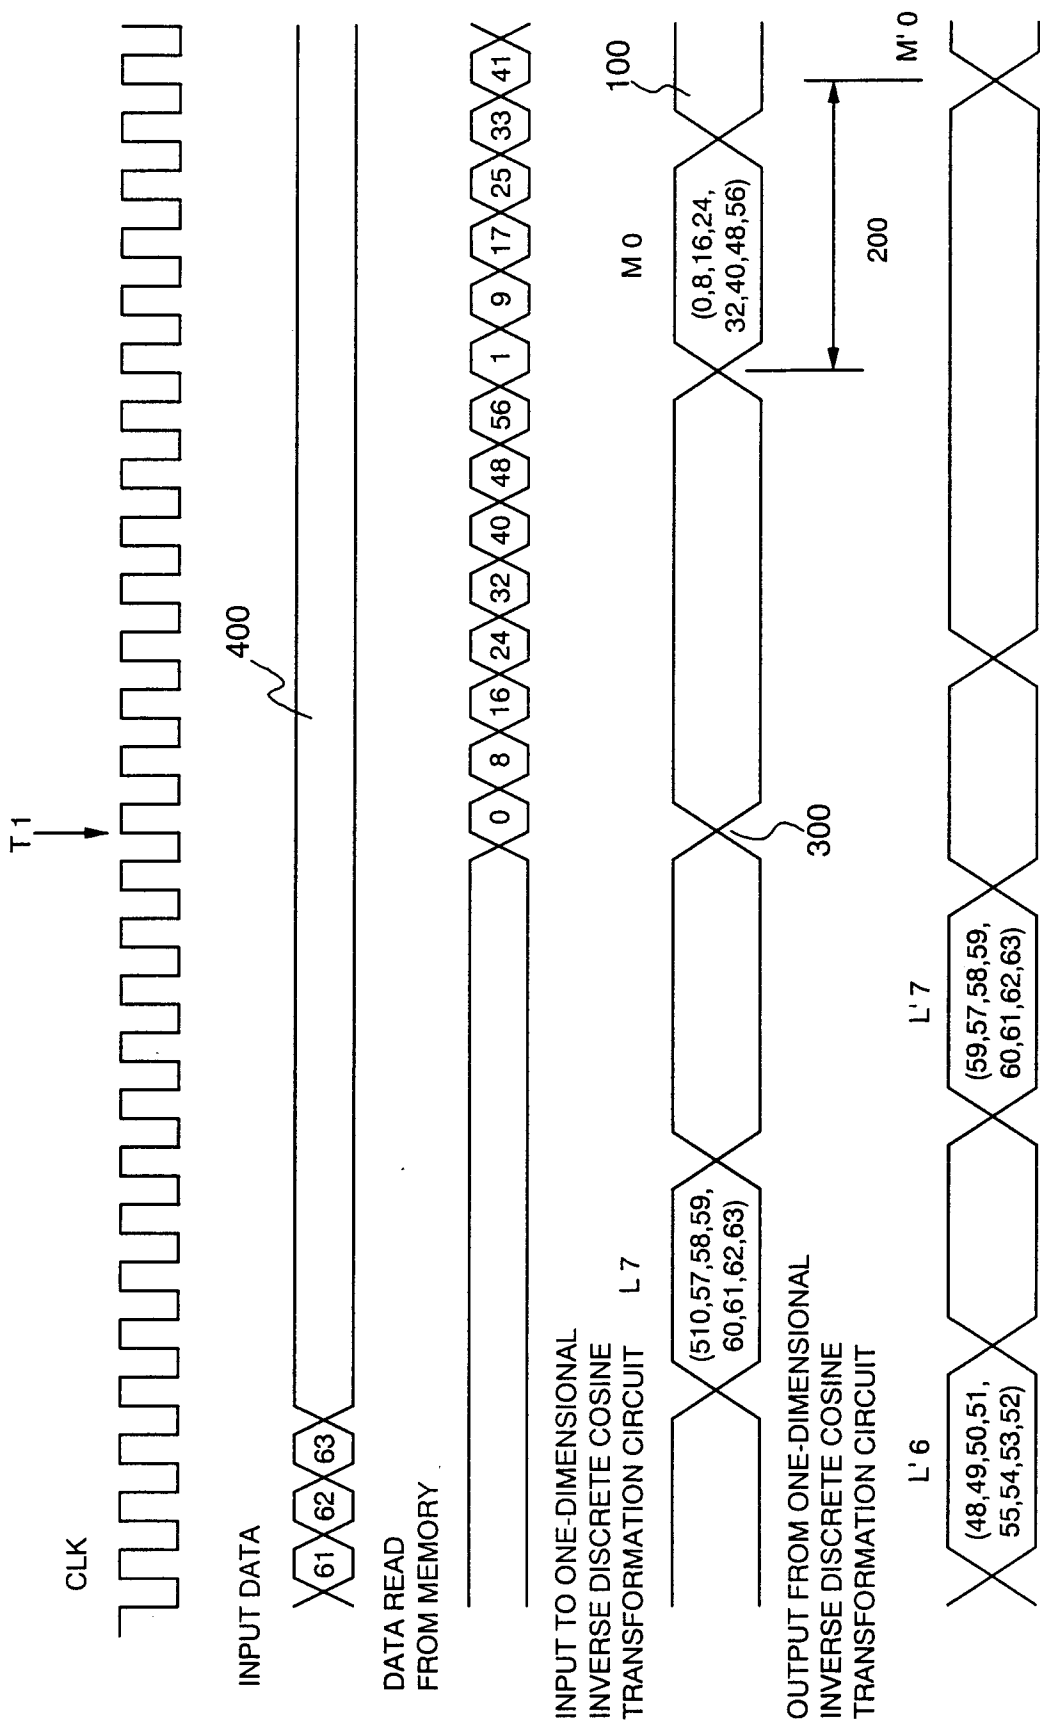 T 1
CLK
400
INPUT DATA
61 62 63
DATA READ
FROM MEMORY
0 8 16 24 32 40 48 56 1 9 17 25 33 41
INPUT TO ONE-DIMENSIONAL
INVERSE DISCRETE COSINE
TRANSFORMATION CIRCUIT
L 7
M 0
100
(510,57,58,59,
60,61,62,63)
(0,8,16,24,
32,40,48,56)
300
200
OUTPUT FROM ONE-DIMENSIONAL
INVERSE DISCRETE COSINE
TRANSFORMATION CIRCUIT
L' 6
L' 7
M' 0
(48,49,50,51,
55,54,53,52)
(59,57,58,59,
60,61,62,63)